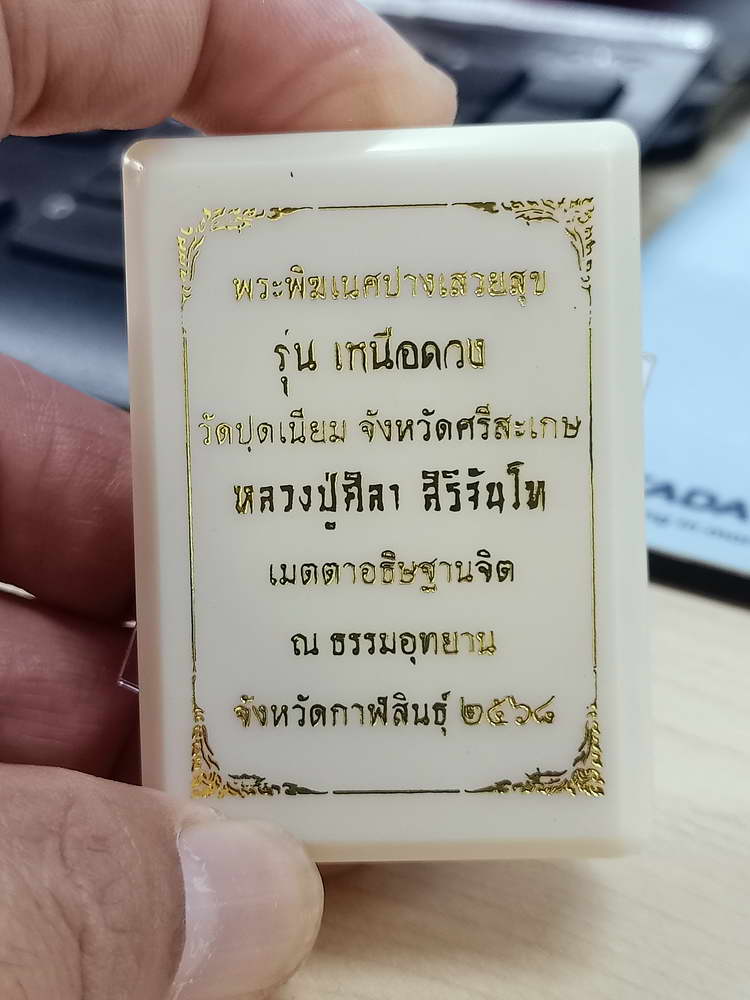 พระพิฆเนศปางเสวยสุข
รุ่น เหนือดวง
วัดปุดเนียม จังหวัดศรีสะเกษ
หลวงปู่ศิลา สิริจันโท
เมตตาอธิษฐานจิต
ณ ธรรมอุทยาน
จังหวัดกาฬสินธุ์ ๒๕๖๘